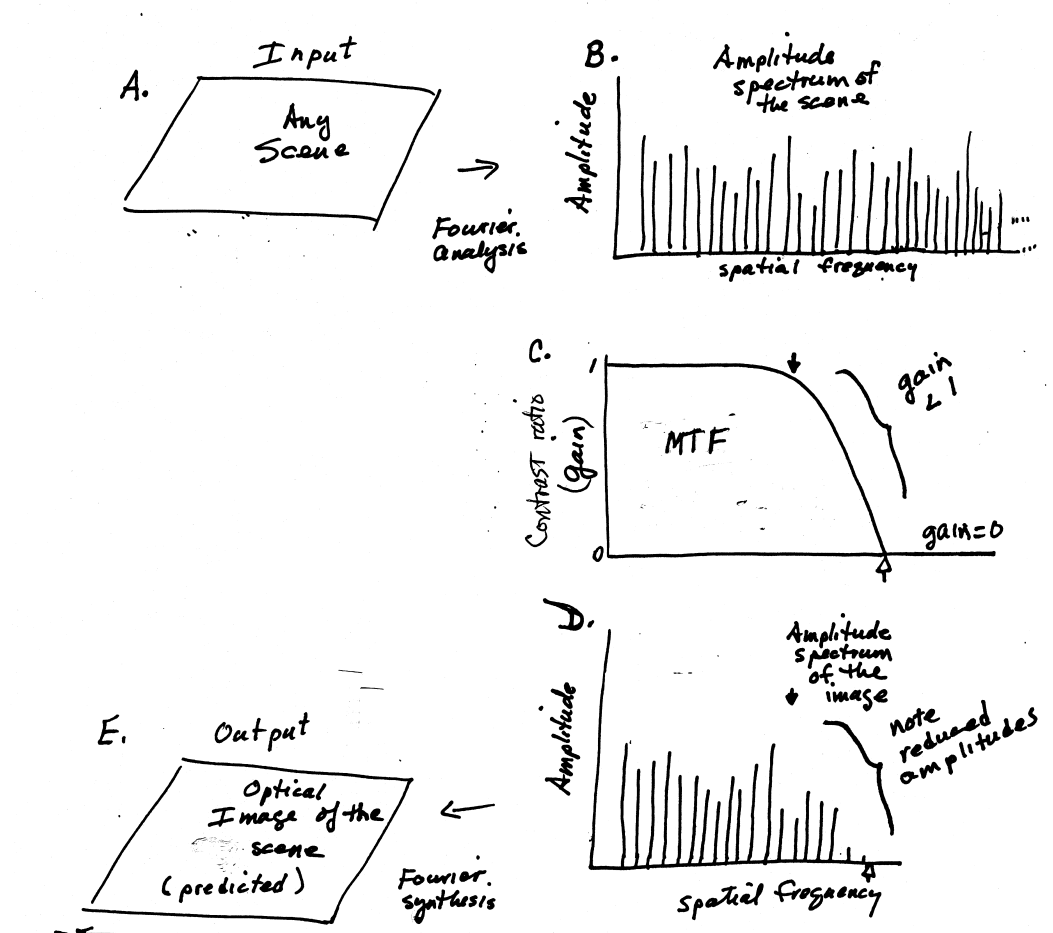 A.
Input
Any
Scene
Fourier.
analysis
B.
Amplitude
spectrum of
the scene
Amplitude
spatial frequency
....
...
C.
1
Contrast ratio
(gain)
0
MTF
gain
< 1
gain=0
D.
Amplitude
spectrum
of the
image
Amplitude
note
reduced
amplitudes
spatial frequency
E.
Output
Optical
Image of the
scene
(predicted)
Fourier.
synthesis